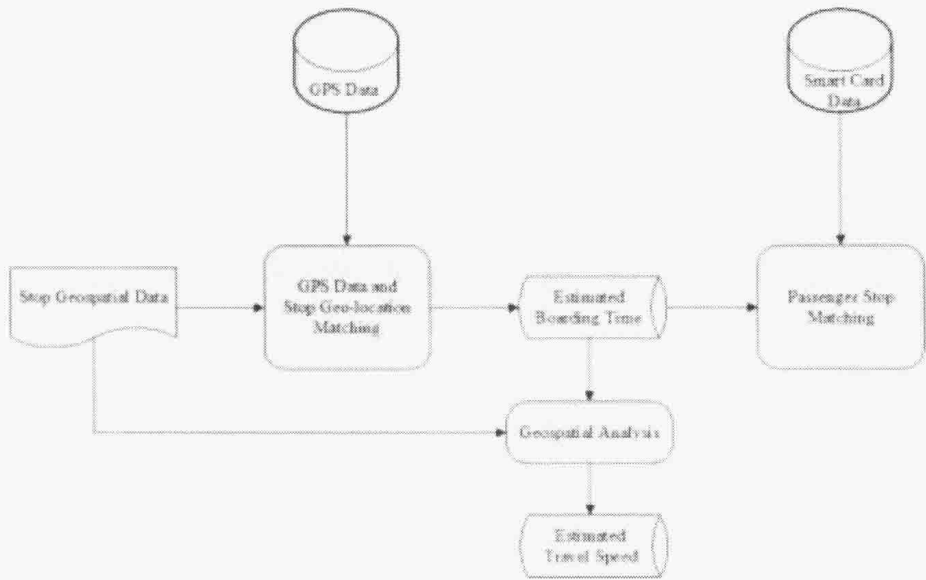 GPS Data
Smart Card
Data
Stop Geospatial Data
GPS Data and
Stop Geo-location
Matching
Estimated
Boarding Time
Passenger Stop
Matching
Geospatial Analysis
Estimated
Travel Speed